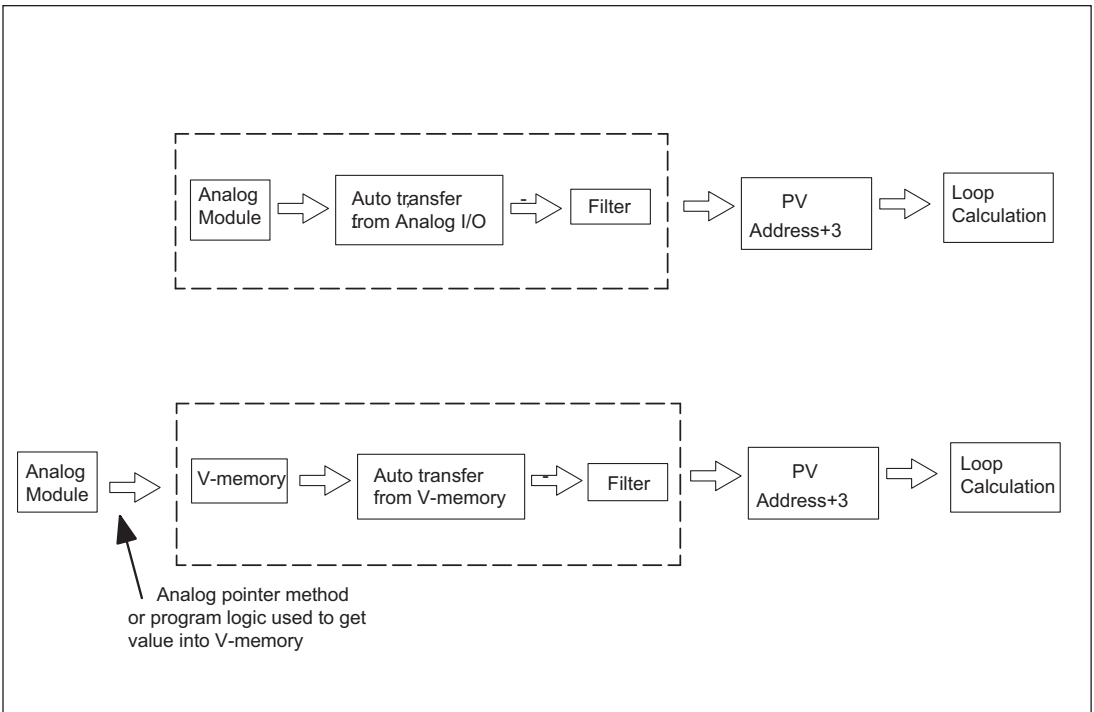 Analog
Module
Auto transfer
from Analog I/O
Filter
PV
Address+3
Loop
Calculation
Analog
Module
V-memory
Auto transfer
from V-memory
Filter
PV
Address+3
Loop
Calculation
Analog pointer method
or program logic used to get
value into V-memory